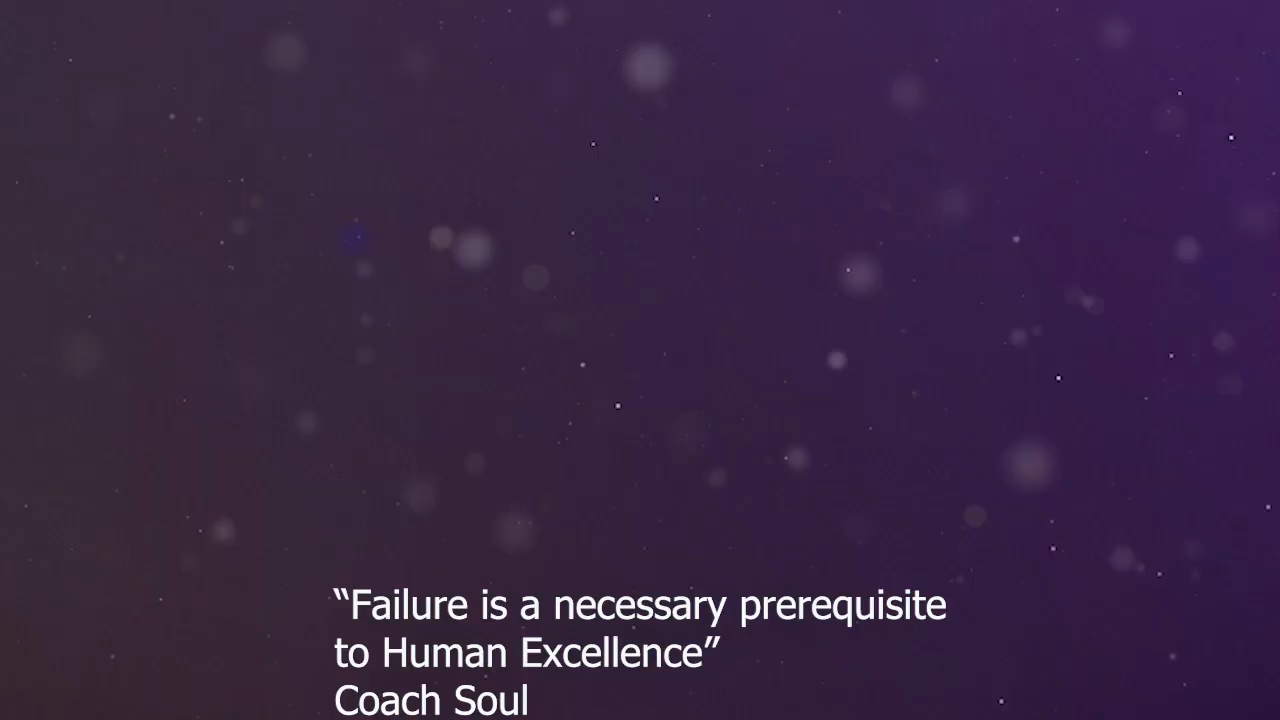 “Failure is a necessary prerequisite
to Human Excellence”
Coach Soul